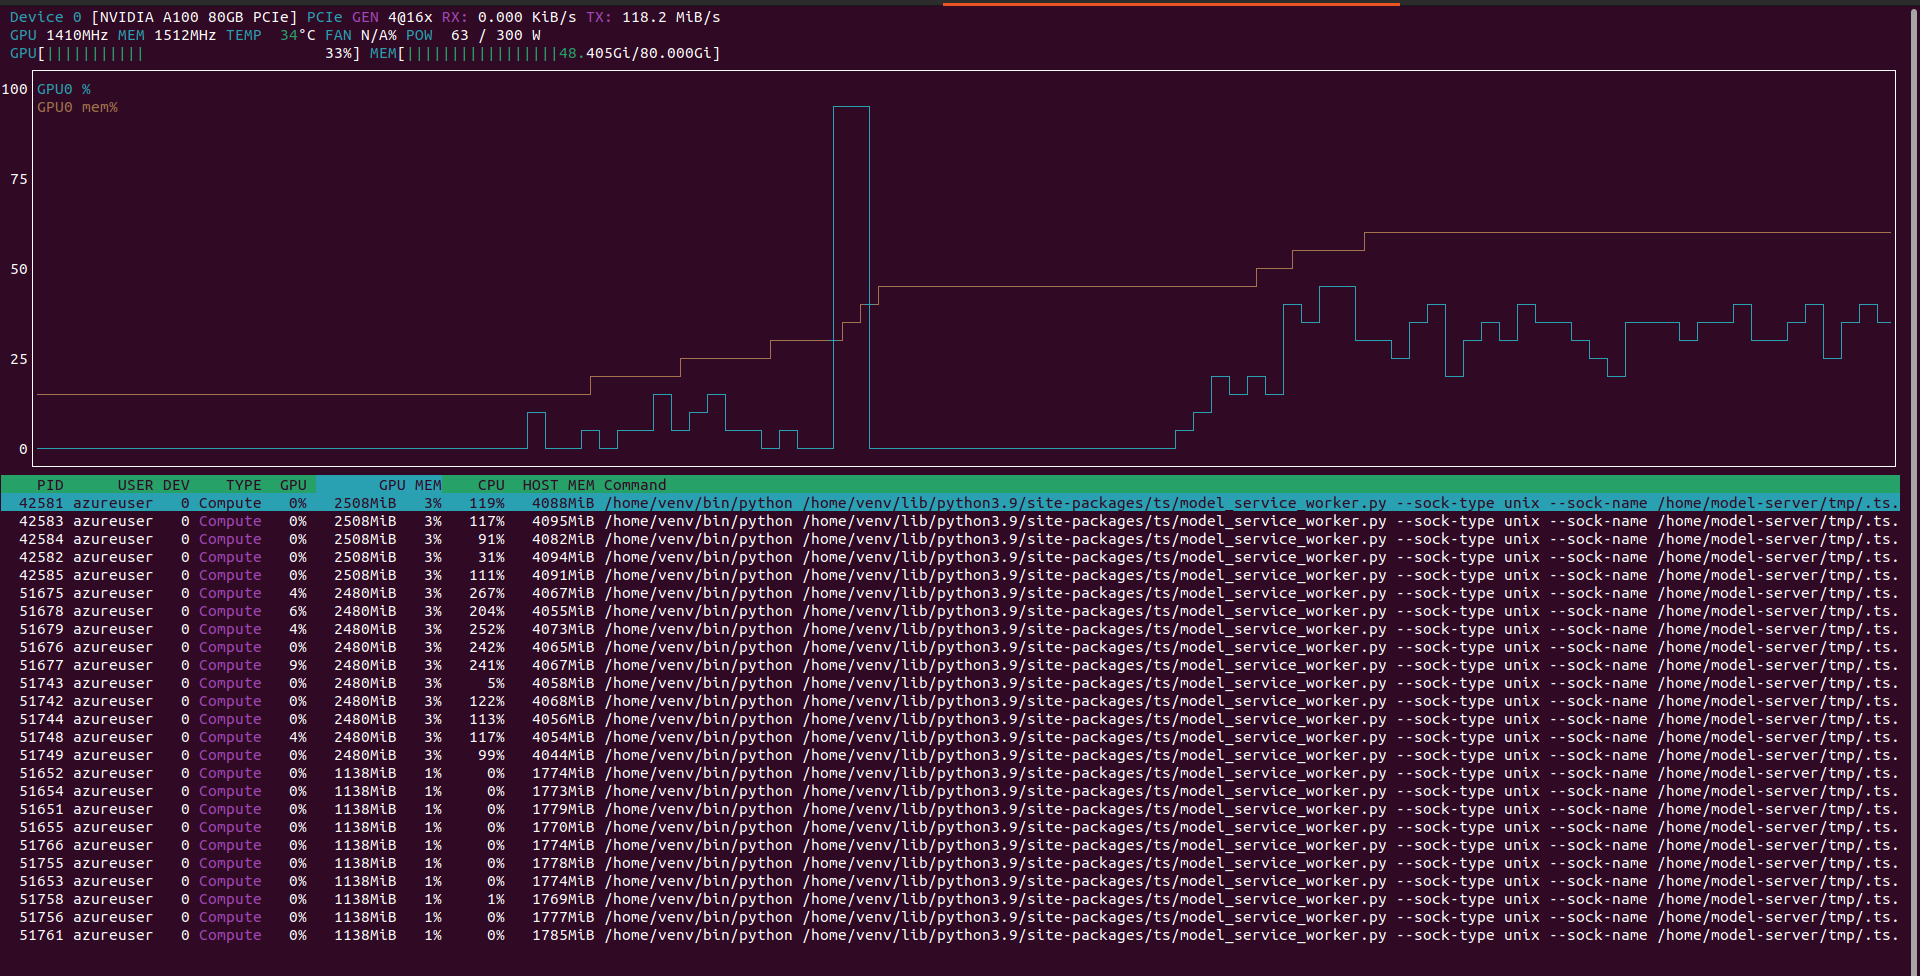 Device 0 [NVIDIA A100 80GB PCIe] PCIe GEN 4@16x RX: 0.000 KiB/s TX: 118.2 MiB/s
GPU 1410MHz MEM 1512MHz TEMP 34°C FAN N/A% POW 63 / 300 W
GPU[||||||||||| 33%] MEM[|||||||||||||||||48.405Gi/80.000Gi]
100 GPU0 %
GPU0 mem%
75
50
25
0
PID USER DEV TYPE GPU GPU MEM CPU HOST MEM Command
42581 azureuser 0 Compute 0% 2508MiB 3% 119% 4088MiB /home/venv/bin/python /home/venv/lib/python3.9/site-packages/ts/model_service_worker.py --sock-type unix --sock-name /home/model-server/tmp/.ts.
42583 azureuser 0 Compute 0% 2508MiB 3% 117% 4095MiB /home/venv/bin/python /home/venv/lib/python3.9/site-packages/ts/model_service_worker.py --sock-type unix --sock-name /home/model-server/tmp/.ts.
42584 azureuser 0 Compute 0% 2508MiB 3% 91% 4082MiB /home/venv/bin/python /home/venv/lib/python3.9/site-packages/ts/model_service_worker.py --sock-type unix --sock-name /home/model-server/tmp/.ts.
42582 azureuser 0 Compute 0% 2508MiB 3% 31% 4094MiB /home/venv/bin/python /home/venv/lib/python3.9/site-packages/ts/model_service_worker.py --sock-type unix --sock-name /home/model-server/tmp/.ts.
42585 azureuser 0 Compute 0% 2508MiB 3% 111% 4091MiB /home/venv/bin/python /home/venv/lib/python3.9/site-packages/ts/model_service_worker.py --sock-type unix --sock-name /home/model-server/tmp/.ts.
51675 azureuser 0 Compute 4% 2480MiB 3% 267% 4067MiB /home/venv/bin/python /home/venv/lib/python3.9/site-packages/ts/model_service_worker.py --sock-type unix --sock-name /home/model-server/tmp/.ts.
51678 azureuser 0 Compute 6% 2480MiB 3% 204% 4055MiB /home/venv/bin/python /home/venv/lib/python3.9/site-packages/ts/model_service_worker.py --sock-type unix --sock-name /home/model-server/tmp/.ts.
51679 azureuser 0 Compute 4% 2480MiB 3% 252% 4073MiB /home/venv/bin/python /home/venv/lib/python3.9/site-packages/ts/model_service_worker.py --sock-type unix --sock-name /home/model-server/tmp/.ts.
51676 azureuser 0 Compute 0% 2480MiB 3% 242% 4065MiB /home/venv/bin/python /home/venv/lib/python3.9/site-packages/ts/model_service_worker.py --sock-type unix --sock-name /home/model-server/tmp/.ts.
51677 azureuser 0 Compute 9% 2480MiB 3% 241% 4067MiB /home/venv/bin/python /home/venv/lib/python3.9/site-packages/ts/model_service_worker.py --sock-type unix --sock-name /home/model-server/tmp/.ts.
51743 azureuser 0 Compute 0% 2480MiB 3% 5% 4058MiB /home/venv/bin/python /home/venv/lib/python3.9/site-packages/ts/model_service_worker.py --sock-type unix --sock-name /home/model-server/tmp/.ts.
51742 azureuser 0 Compute 0% 2480MiB 3% 122% 4068MiB /home/venv/bin/python /home/venv/lib/python3.9/site-packages/ts/model_service_worker.py --sock-type unix --sock-name /home/model-server/tmp/.ts.
51744 azureuser 0 Compute 0% 2480MiB 3% 113% 4056MiB /home/venv/bin/python /home/venv/lib/python3.9/site-packages/ts/model_service_worker.py --sock-type unix --sock-name /home/model-server/tmp/.ts.
51748 azureuser 0 Compute 4% 2480MiB 3% 117% 4054MiB /home/venv/bin/python /home/venv/lib/python3.9/site-packages/ts/model_service_worker.py --sock-type unix --sock-name /home/model-server/tmp/.ts.
51749 azureuser 0 Compute 0% 2480MiB 3% 99% 4044MiB /home/venv/bin/python /home/venv/lib/python3.9/site-packages/ts/model_service_worker.py --sock-type unix --sock-name /home/model-server/tmp/.ts.
51652 azureuser 0 Compute 0% 1138MiB 1% 0% 1774MiB /home/venv/bin/python /home/venv/lib/python3.9/site-packages/ts/model_service_worker.py --sock-type unix --sock-name /home/model-server/tmp/.ts.
51654 azureuser 0 Compute 0% 1138MiB 1% 0% 1773MiB /home/venv/bin/python /home/venv/lib/python3.9/site-packages/ts/model_service_worker.py --sock-type unix --sock-name /home/model-server/tmp/.ts.
51651 azureuser 0 Compute 0% 1138MiB 1% 0% 1779MiB /home/venv/bin/python /home/venv/lib/python3.9/site-packages/ts/model_service_worker.py --sock-type unix --sock-name /home/model-server/tmp/.ts.
51655 azureuser 0 Compute 0% 1138MiB 1% 0% 1770MiB /home/venv/bin/python /home/venv/lib/python3.9/site-packages/ts/model_service_worker.py --sock-type unix --sock-name /home/model-server/tmp/.ts.
51766 azureuser 0 Compute 0% 1138MiB 1% 0% 1774MiB /home/venv/bin/python /home/venv/lib/python3.9/site-packages/ts/model_service_worker.py --sock-type unix --sock-name /home/model-server/tmp/.ts.
51755 azureuser 0 Compute 0% 1138MiB 1% 0% 1778MiB /home/venv/bin/python /home/venv/lib/python3.9/site-packages/ts/model_service_worker.py --sock-type unix --sock-name /home/model-server/tmp/.ts.
51653 azureuser 0 Compute 0% 1138MiB 1% 0% 1774MiB /home/venv/bin/python /home/venv/lib/python3.9/site-packages/ts/model_service_worker.py --sock-type unix --sock-name /home/model-server/tmp/.ts.
51758 azureuser 0 Compute 0% 1138MiB 1% 1% 1769MiB /home/venv/bin/python /home/venv/lib/python3.9/site-packages/ts/model_service_worker.py --sock-type unix --sock-name /home/model-server/tmp/.ts.
51756 azureuser 0 Compute 0% 1138MiB 1% 0% 1777MiB /home/venv/bin/python /home/venv/lib/python3.9/site-packages/ts/model_service_worker.py --sock-type unix --sock-name /home/model-server/tmp/.ts.
51761 azureuser 0 Compute 0% 1138MiB 1% 0% 1785MiB /home/venv/bin/python /home/venv/lib/python3.9/site-packages/ts/model_service_worker.py --sock-type unix --sock-name /home/model-server/tmp/.ts.